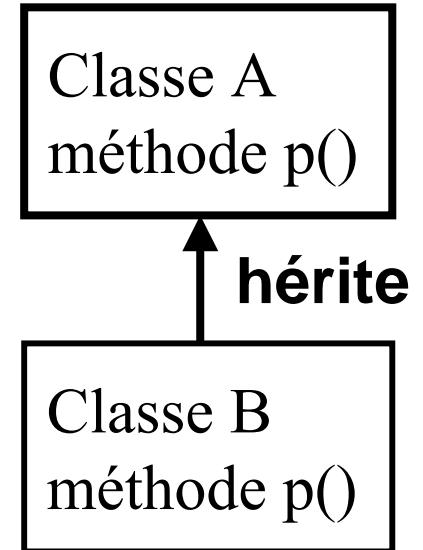 Classe A
méthode p()
hérite
Classe B
méthode p()